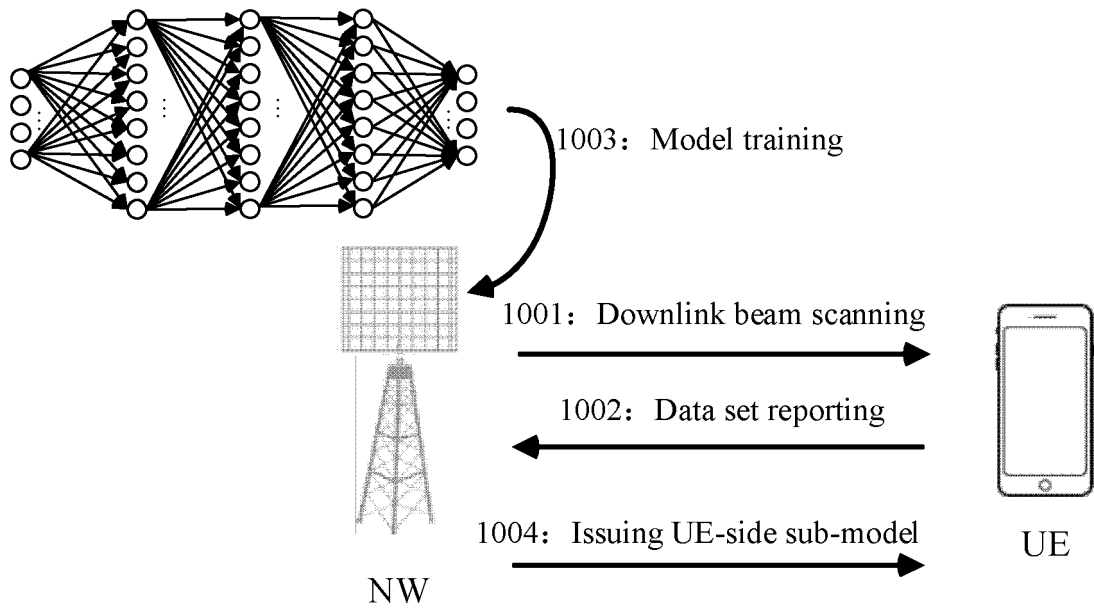 1003: Model training
1001: Downlink beam scanning
1002: Data set reporting
1004: Issuing UE-side sub-model
UE
NW